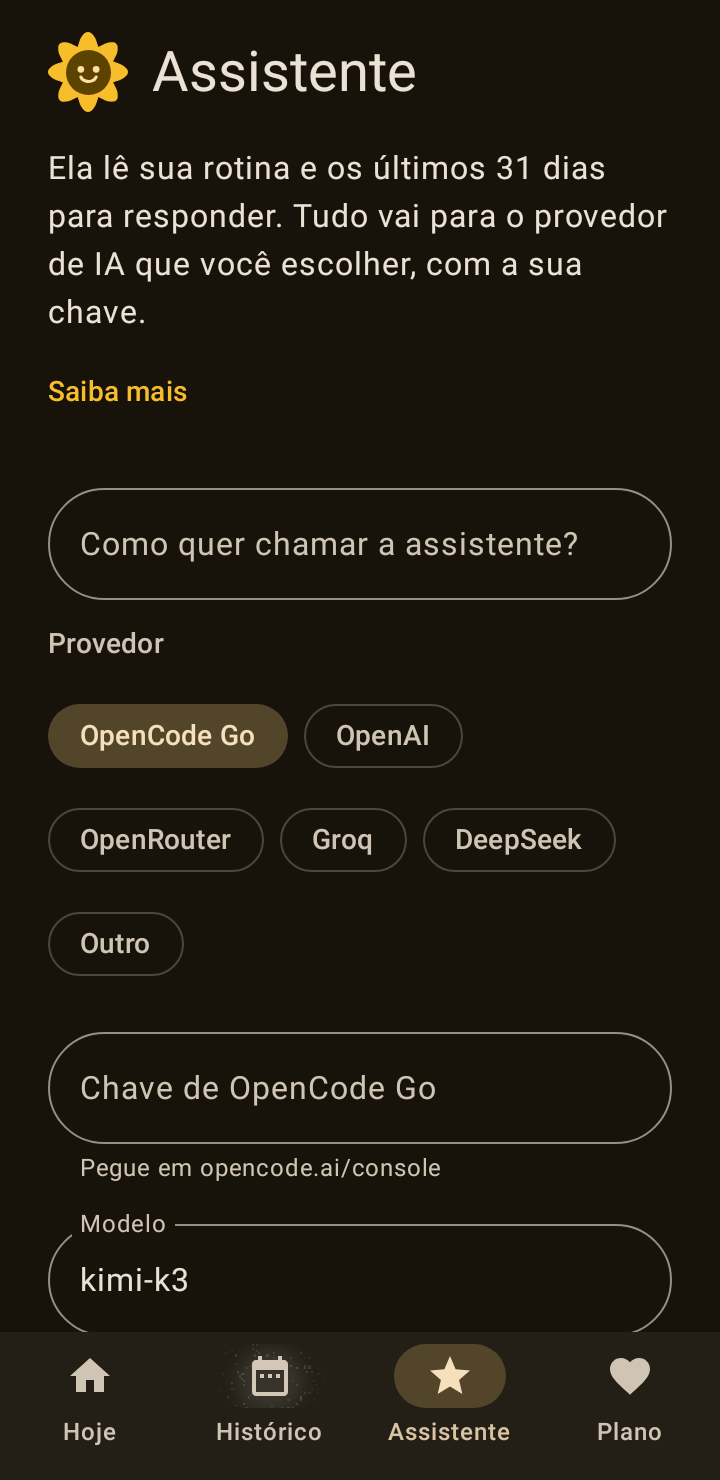 Assistente
Ela lê sua rotina e os últimos 31 dias
para responder. Tudo vai para o provedor
de IA que você escolher, com a sua
chave.
Saiba mais
Como quer chamar a assistente?
Provedor
OpenCode Go
OpenAI
OpenRouter
Groq
DeepSeek
Outro
Chave de OpenCode Go
Pegue em opencode.ai/console
Modelo
kimi-k3
Hoje
Histórico
Assistente
Plano